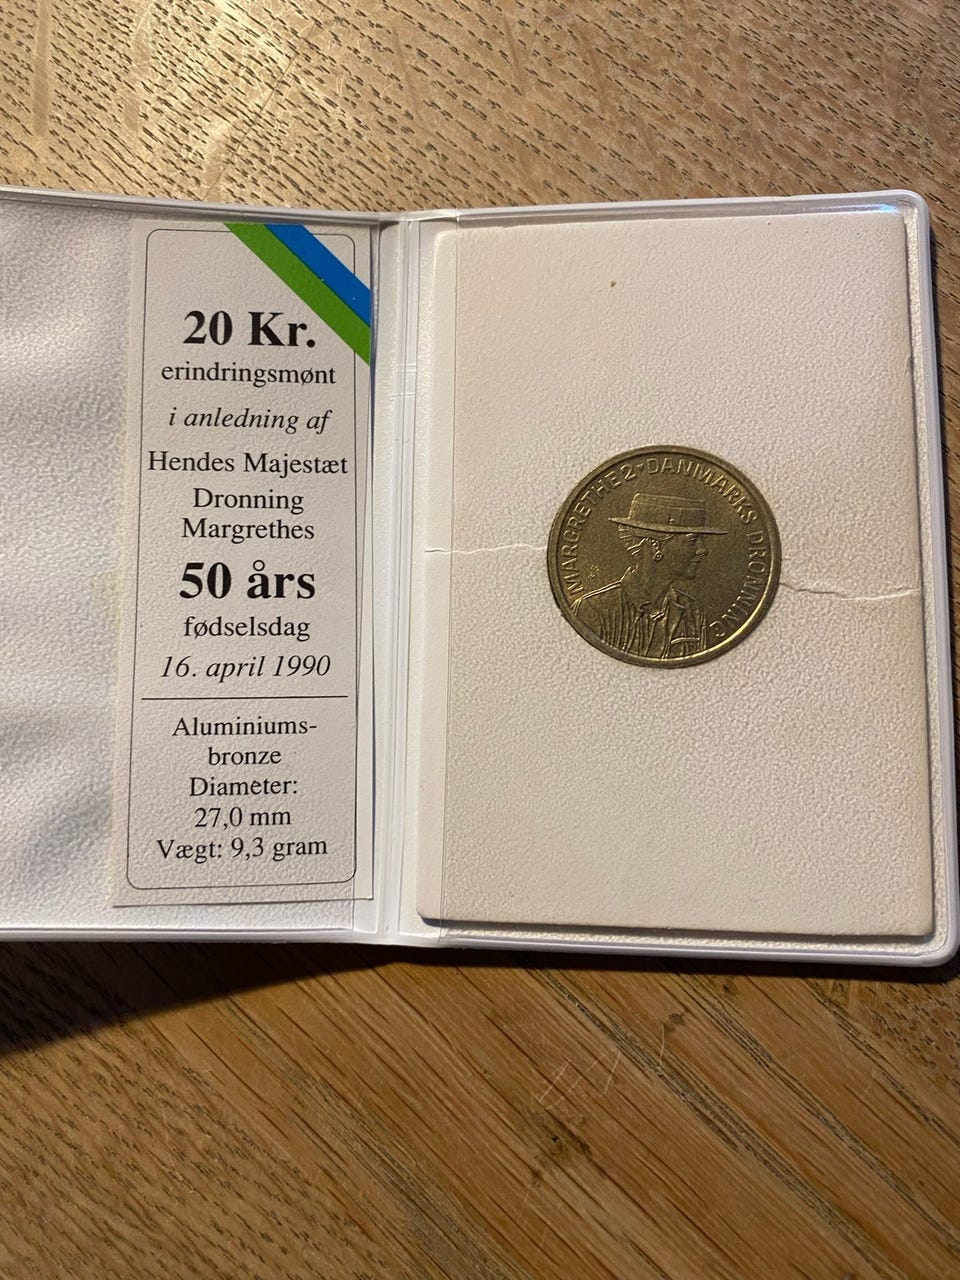 20 Kr.
erindringsmønt
i anledning af
Hendes Majestæt
Dronning
Margrethes
50 års
fødselsdag
16. april 1990
Aluminiums-
bronze
Diameter:
27,0 mm
Vægt: 9,3 gram
MARGRETHE 2 · DANMARKS DRONNING